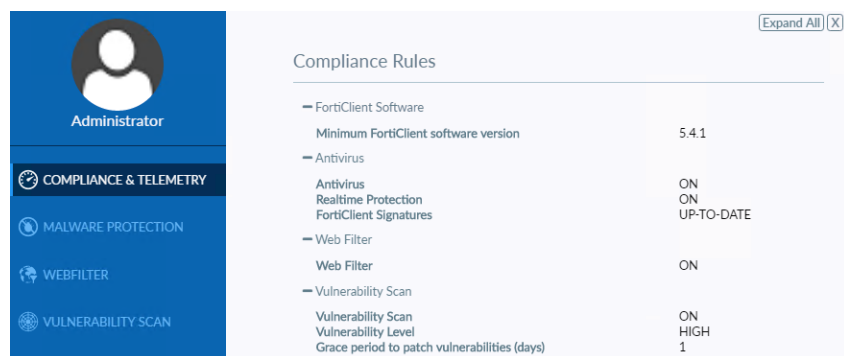 Expand All X
Compliance Rules
Administrator
COMPLIANCE & TELEMETRY
MALWARE PROTECTION
WEBFILTER
VULNERABILITY SCAN
FortiClient Software
Minimum FortiClient software version 5.4.1
Antivirus
Antivirus ON
Realtime Protection ON
FortiClient Signatures UP-TO-DATE
Web Filter
Web Filter ON
Vulnerability Scan
Vulnerability Scan ON
Vulnerability Level HIGH
Grace period to patch vulnerabilities (days) 1